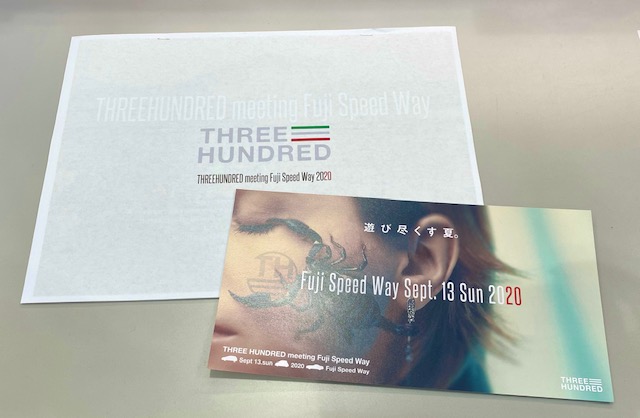 THREEHUNDRED meeting Fuji Speed Way
THREE
HUNDRED
THREEHUNDRED meeting Fuji Speed Way 2020
遊び尽くす夏。
Fuji Speed Way Sept. 13 Sun 2020
THREE HUNDRED meeting Fuji Speed Way
Sept 13.sun 2020 Fuji Speed Way
THREE
HUNDRED